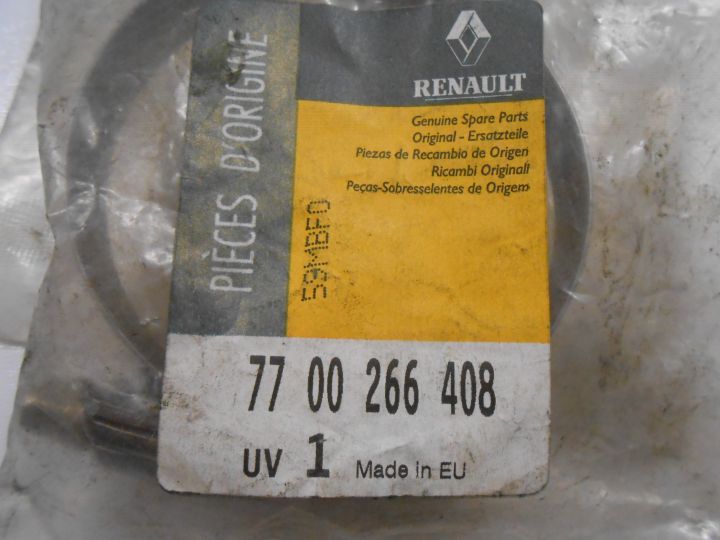 RENAULT
PIÈCES D'ORIGINE
Genuine Spare Parts
Original - Ersatzteile
Piezas de Recambio de Origen
Ricambi Originali
Peças-Sobresselentes de Origem
59MBFO
77 00 266 408
UV 1 Made in EU